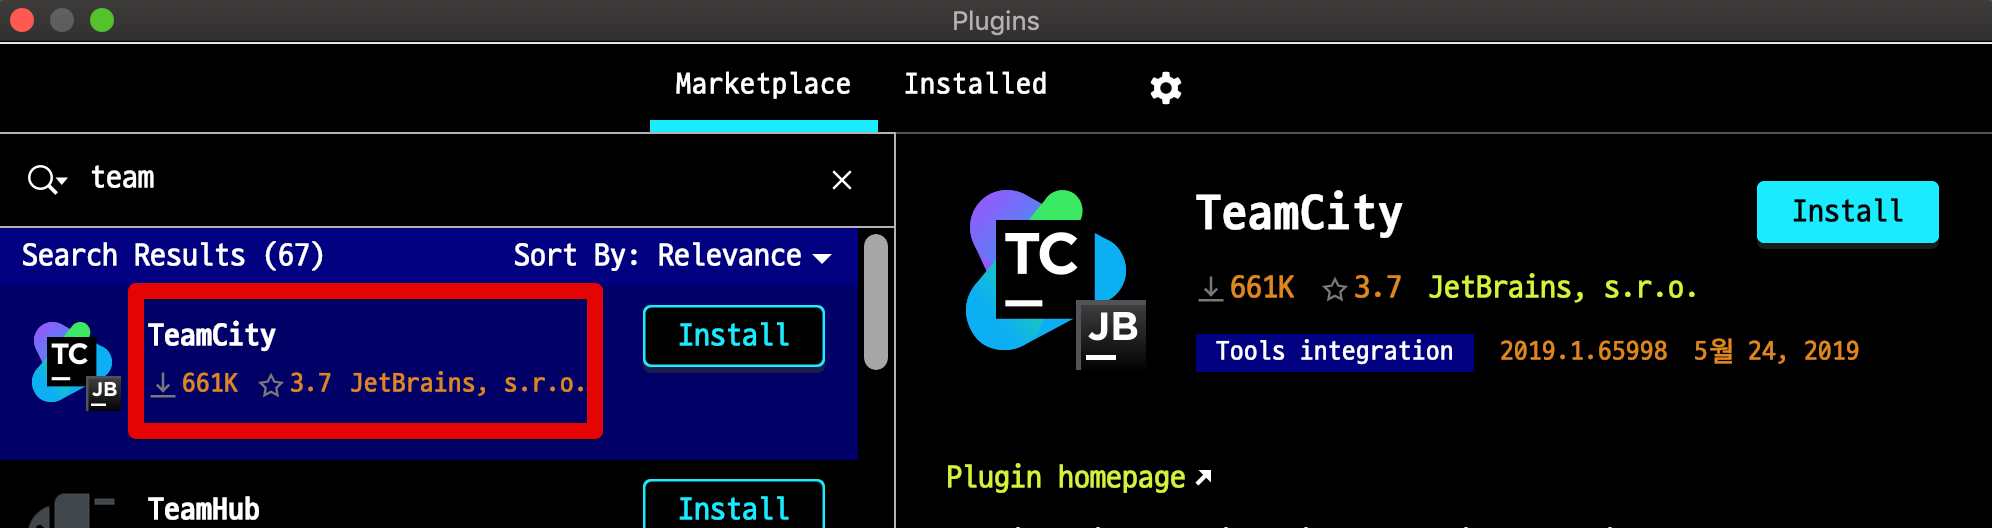 Plugins
Marketplace Installed
team
Search Results (67) Sort By: Relevance
TC
JB
TeamCity
661K 3.7 JetBrains, s.r.o.
Install
TeamHub
Install
TC
JB
TeamCity
Install
661K 3.7 JetBrains, s.r.o.
Tools integration 2019.1.65998 5월 24, 2019
Plugin homepage